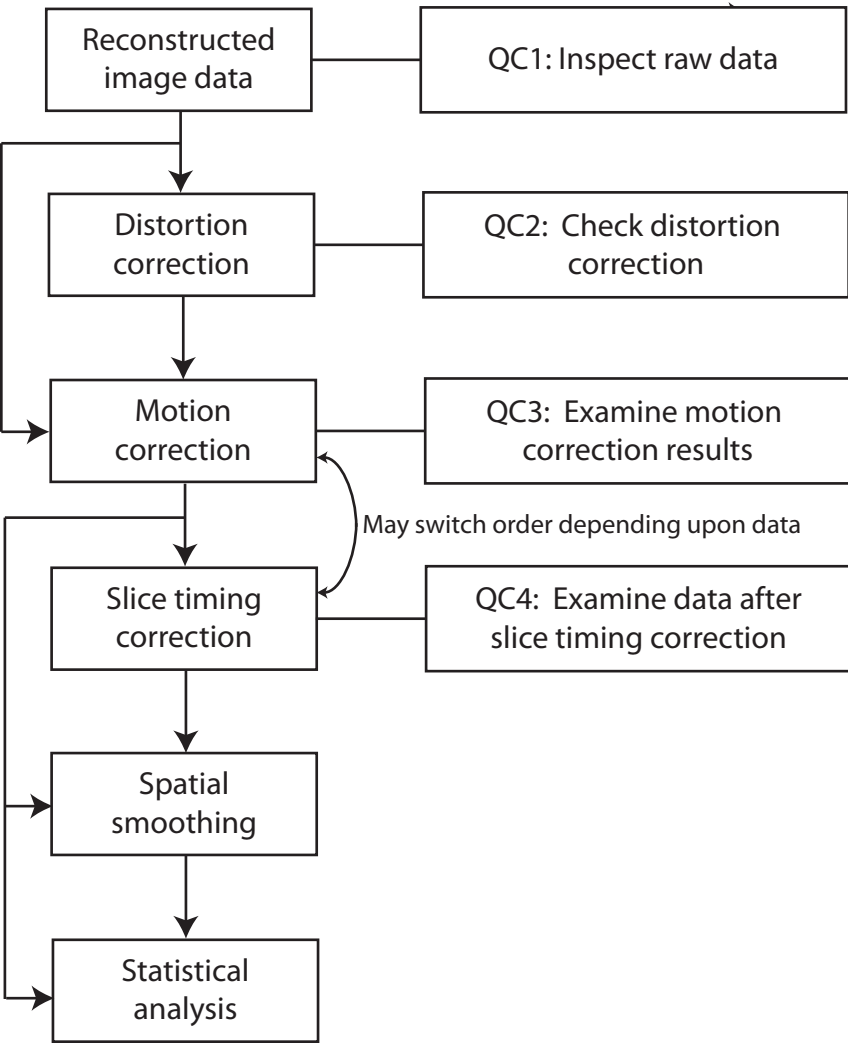 Reconstructed
image data
QC1: Inspect raw data
Distortion
correction
QC2:  Check distortion
correction
Motion
correction
QC3:  Examine motion
correction results
May switch order depending upon data
Slice timing
correction
QC4:  Examine data after
slice timing correction
Spatial
smoothing
Statistical
analysis